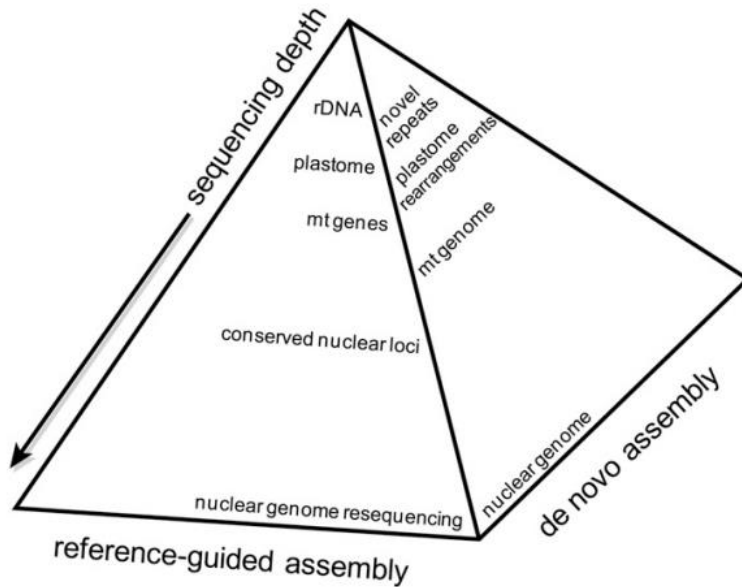 sequencing depth
rDNA
plastome
mt genes
conserved nuclear loci
nuclear genome resequencing
reference-guided assembly
novel
repeats
plastome
rearrangements
mt genome
nuclear genome
de novo assembly